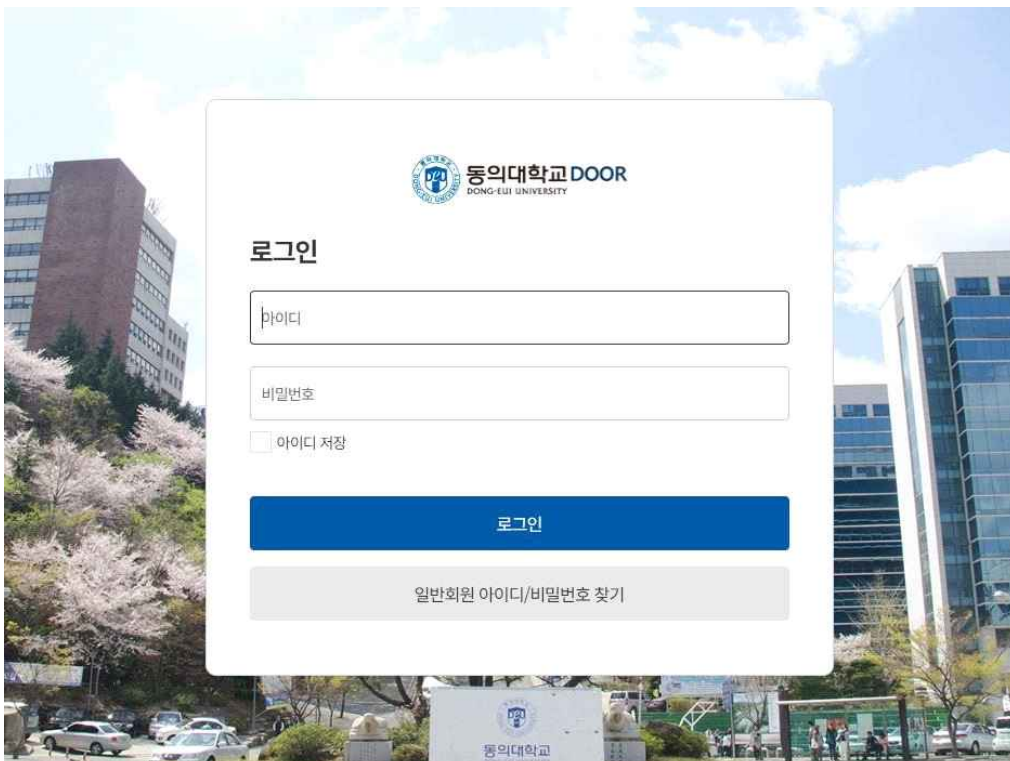 동의대학교 DOOR
DONG-EUI UNIVERSITY
로그인
아이디
비밀번호
아이디 저장
로그인
일반회원 아이디/비밀번호 찾기
동의대학교